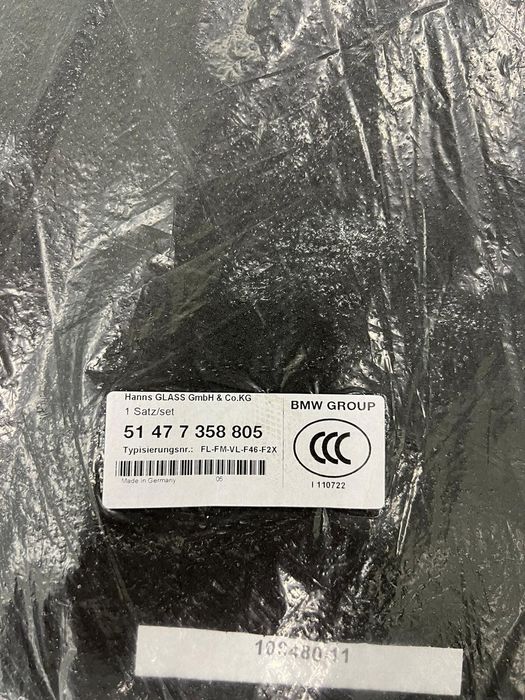 Hanns GLASS GmbH & Co.KG
1 Satz/set
51 47 7 358 805
Typisierungsnr.: FL-FM-VL-F46-F2X
Made in Germany 05
BMW GROUP
CCC
I 110722